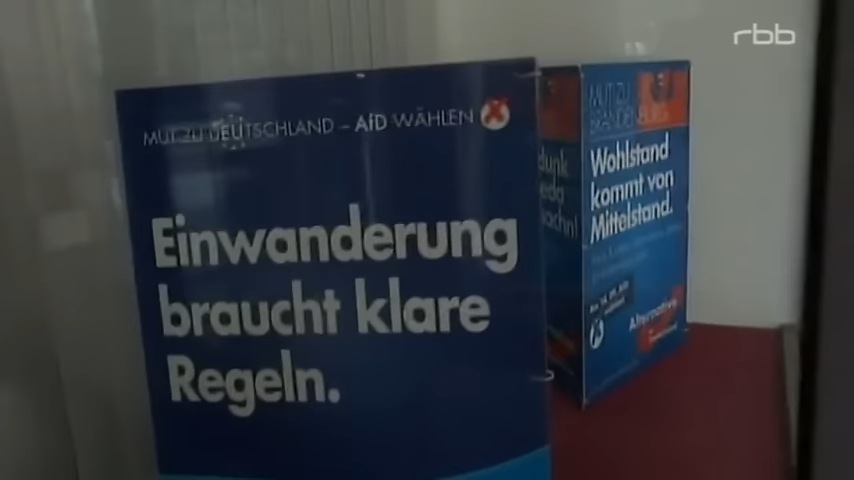 rbb
MUT ZU DEUTSCHLAND – AfD WÄHLEN
Einwanderung
braucht klare
Regeln.
MUT ZU
BRANDENBURG
Wohlstand
kommt von
Mittelstand.
Alternative